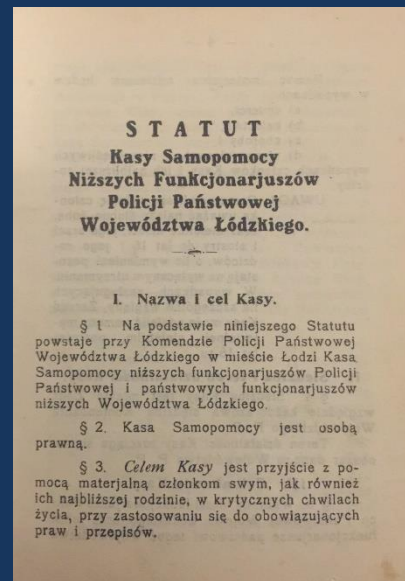 STATUT
Kasy Samopomocy
Niższych Funkcjonarjuszów
Policji Państwowej
Województwa Łódzkiego.
I. Nazwa i cel Kasy.
§ 1 Na podstawie niniejszego Statutu
powstaje przy Komendzie Policji Państwowej
Województwa Łódzkiego w mieście Łodzi Kasa
Samopomocy niższych funkcjonarjuszów Policji
Państwowej i państwowych funkcjonarjuszów
niższych Województwa Łódzkiego.
§ 2. Kasa Samopomocy jest osobą
prawną.
§ 3. Celem Kasy jest przyjście z po-
mocą materjalną członkom swym, jak również
ich najbliższej rodzinie, w krytycznych chwilach
życia, przy zastosowaniu się do obowiązujących
praw i przepisów.